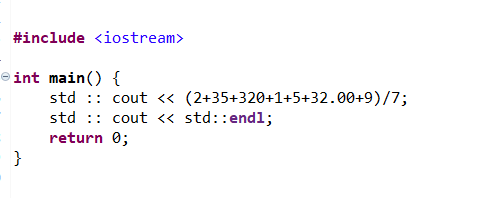 #include <iostream>
int main() {
    std :: cout << (2+35+320+1+5+32.00+9)/7;
    std :: cout << std::endl;
    return 0;
}